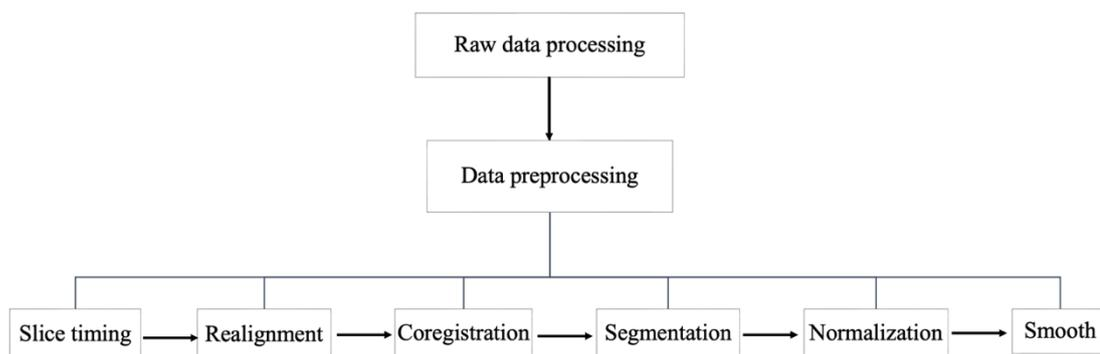 Raw data processing
Data preprocessing
Slice timing
Realignment
Coregistration
Segmentation
Normalization
Smooth